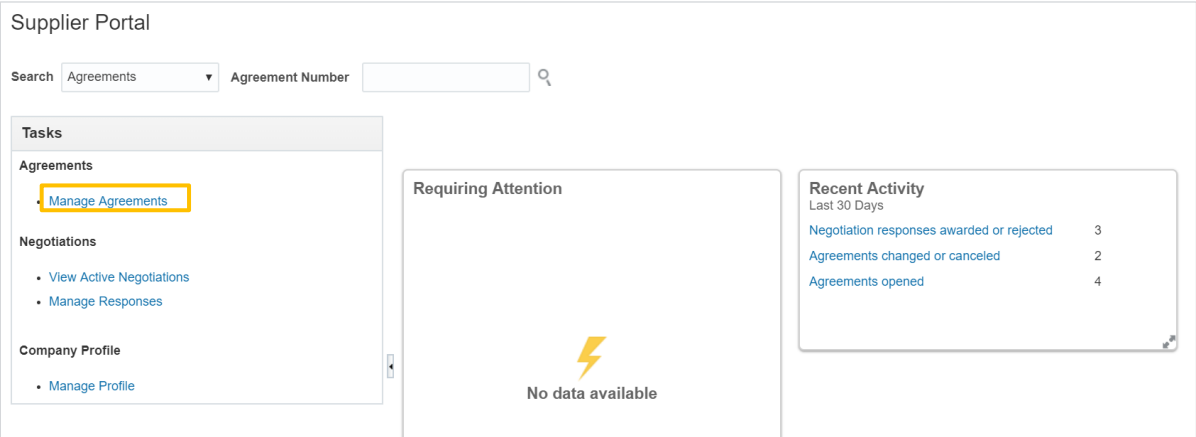 Supplier Portal
Search Agreements Agreement Number
Tasks
Agreements
Manage Agreements
Negotiations
View Active Negotiations
Manage Responses
Company Profile
Manage Profile
Requiring Attention
No data available
Recent Activity
Last 30 Days
Negotiation responses awarded or rejected 3
Agreements changed or canceled 2
Agreements opened 4